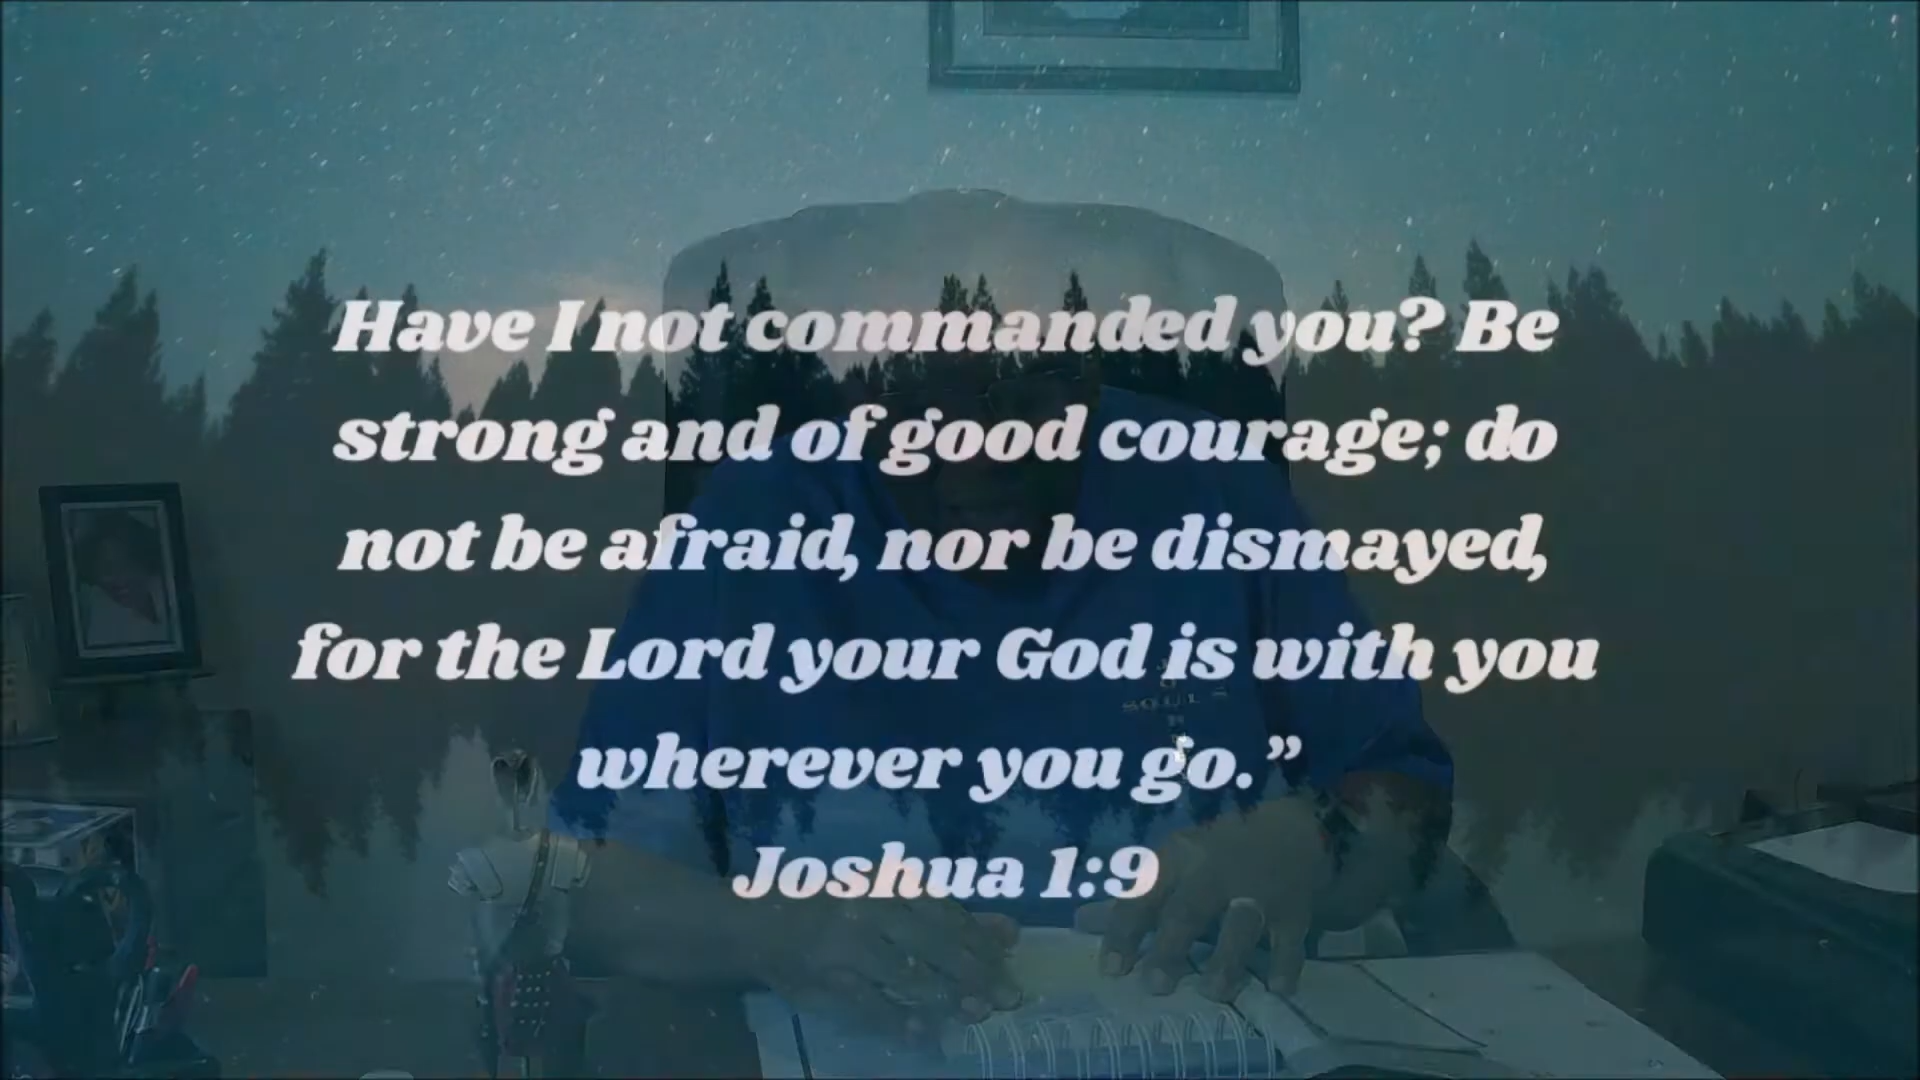 Have I not commanded you? Be
strong and of good courage; do
not be afraid, nor be dismayed,
for the Lord your God is with you
wherever you go.”
Joshua 1:9